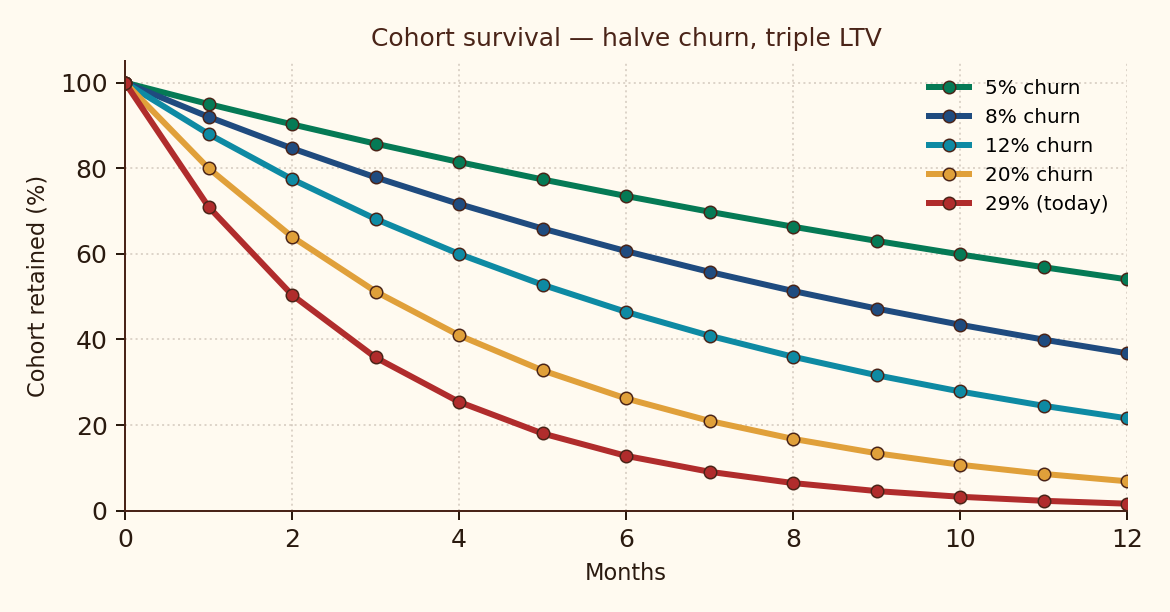 Cohort survival — halve churn, triple LTV
5% churn
8% churn
12% churn
20% churn
29% (today)
Cohort retained (%)
100
80
60
40
20
0
0 2 4 6 8 10 12
Months